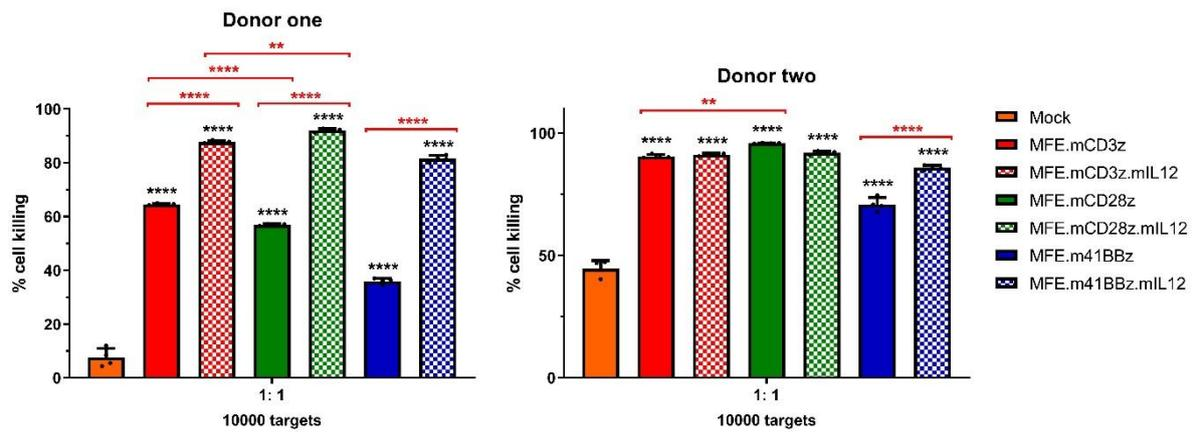 Donor one
**
****
**** ****
****
% cell killing
100
80
60
40
20
0
**** **** **** **** **** ****
1: 1
10000 targets
Donor two
**
****
% cell killing
100
50
0
**** **** **** **** **** ****
1: 1
10000 targets
Mock
MFE.mCD3z
MFE.mCD3z.mIL12
MFE.mCD28z
MFE.mCD28z.mIL12
MFE.m41BBz
MFE.m41BBz.mIL12